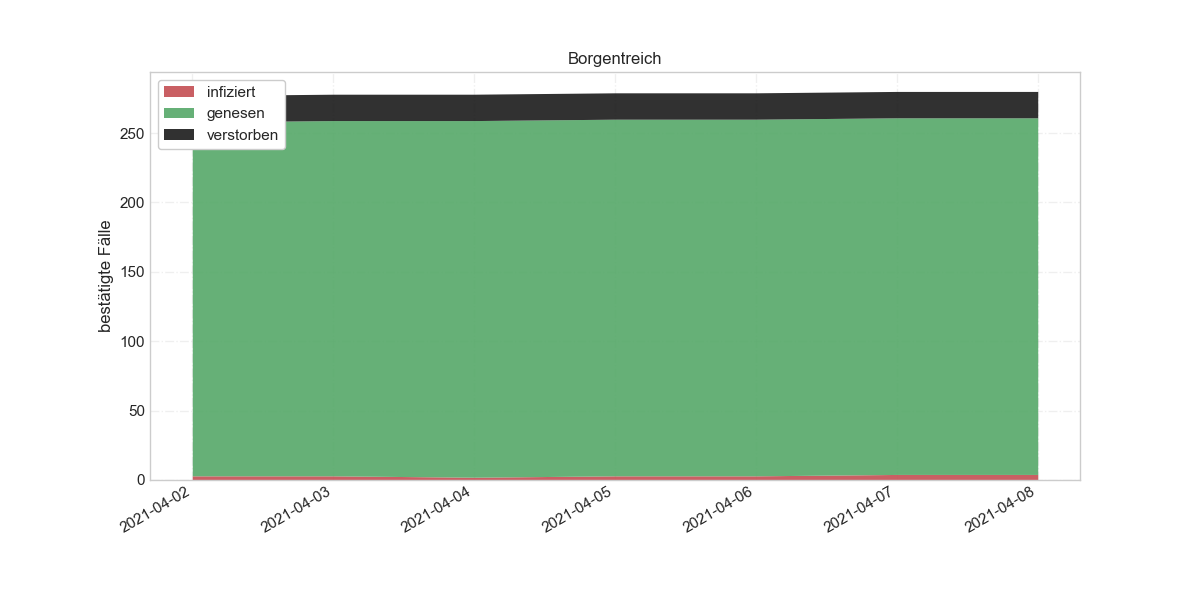 Borgentreich
infiziert
genesen
verstorben
bestätigte Fälle
250
200
150
100
50
0
2021-04-02
2021-04-03
2021-04-04
2021-04-05
2021-04-06
2021-04-07
2021-04-08